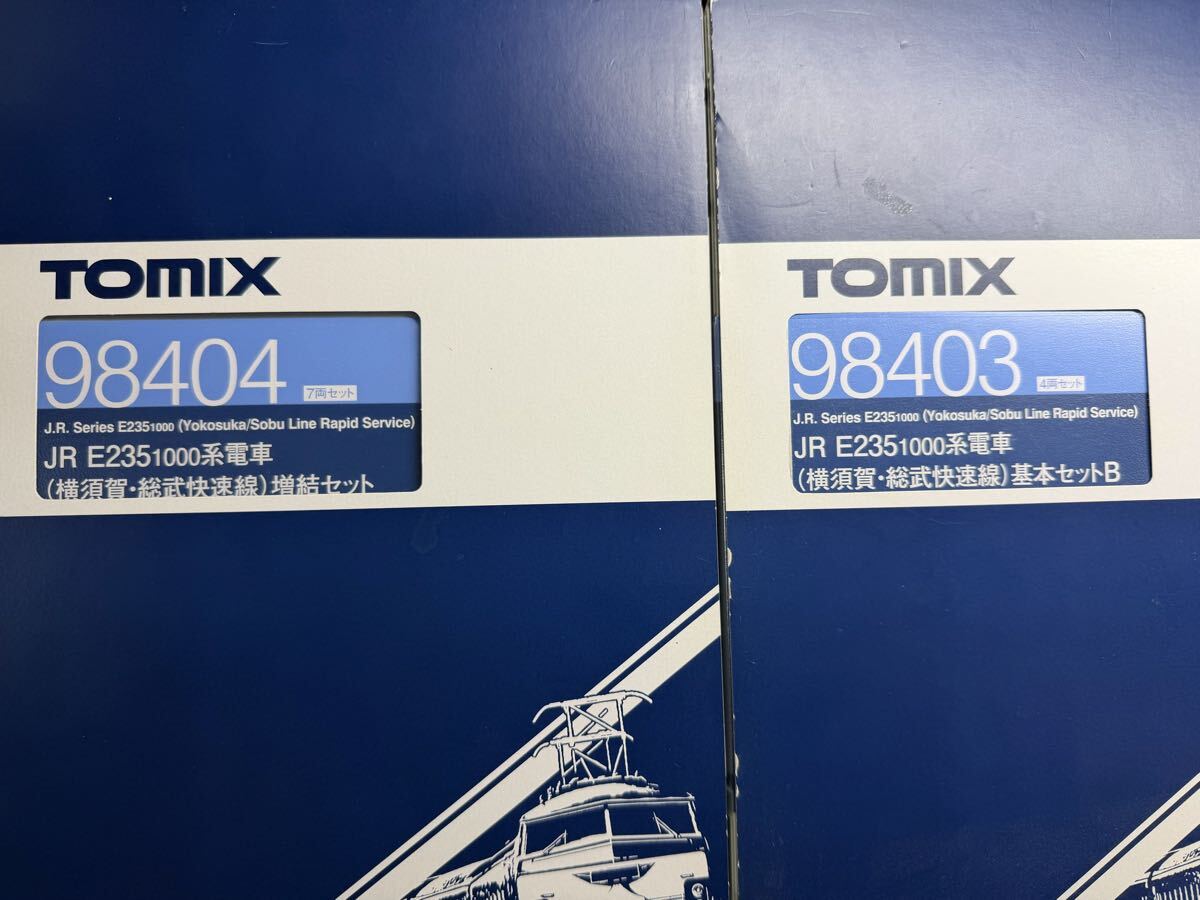 TOMIX
98404 7両セット
J.R. Series E2351000 (Yokosuka/Sobu Line Rapid Service)
JR E2351000系電車
(横須賀・総武快速線)増結セット
TOMIX
98403 4両セット
J.R. Series E2351000 (Yokosuka/Sobu Line Rapid Service)
JR E2351000系電車
(横須賀・総武快速線)基本セットB